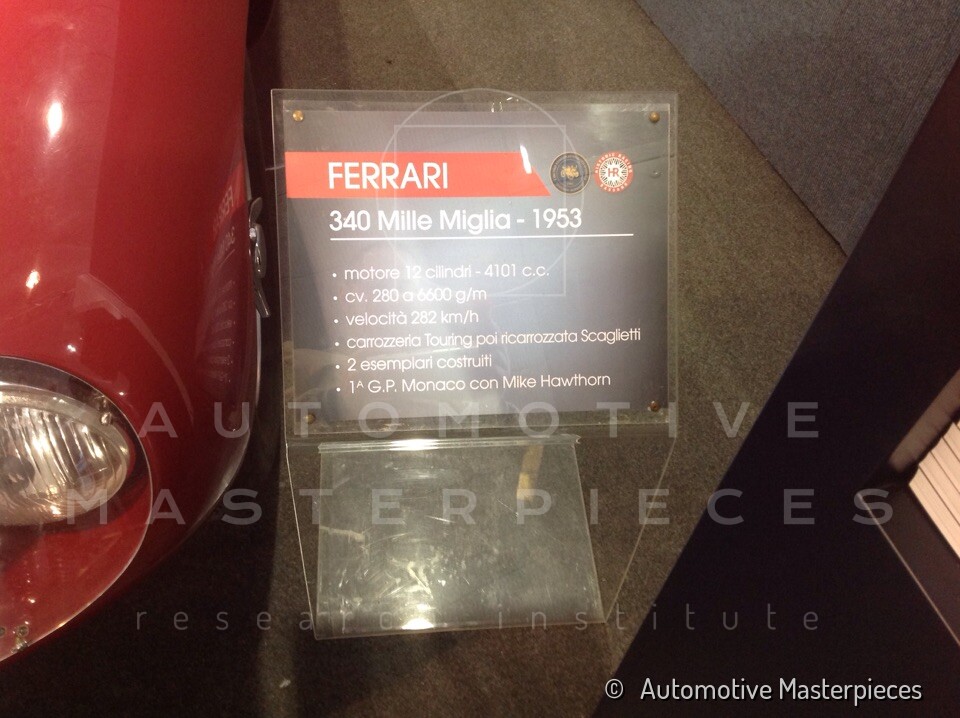 FERRARI
HR
340 Mille Miglia - 1953
• motore 12 cilindri - 4101 c.c.
• cv. 280 a 6600 g/m
• velocità 282 km/h
• carrozzeria Touring poi ricarrozzata Scaglietti
• 2 esemplari costruiti
• 1^ G.P. Monaco con Mike Hawthorn
AUTOMOTIVE
MASTERPIECES
research institute
© Automotive Masterpieces